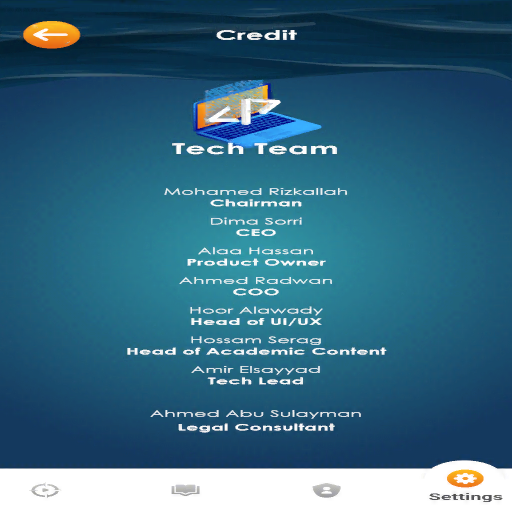 Credit
Tech Team
Mohamed Rizkallah
Chairman
Dima Sorri
CEO
Alaa Hassan
Product Owner
Ahmed Radwan
COO
Hoor Alawady
Head of UI/UX
Hossam Serag
Head of Academic Content
Amir Elsayyad
Tech Lead
Ahmed Abu Sulayman
Legal Consultant
Settings